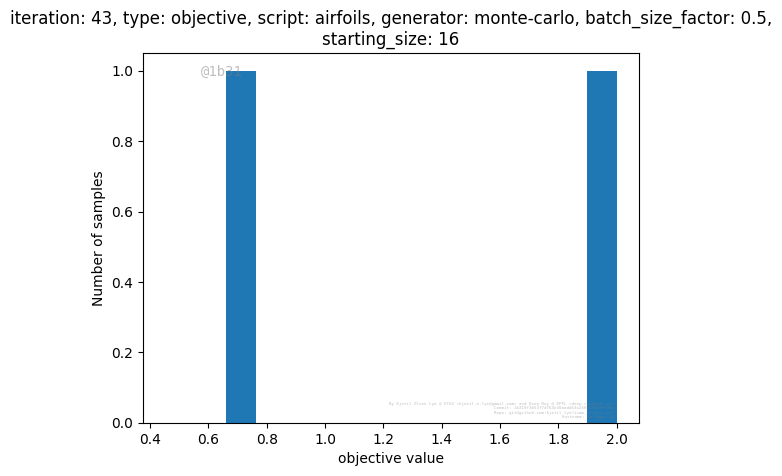 iteration: 43, type: objective, script: airfoils, generator: monte-carlo, batch_size_factor: 0.5,
starting_size: 16
@1b31
1.0
0.8
0.6
0.4
0.2
0.0
Number of samples
0.4 0.6 0.8 1.0 1.2 1.4 1.6 1.8 2.0
objective value